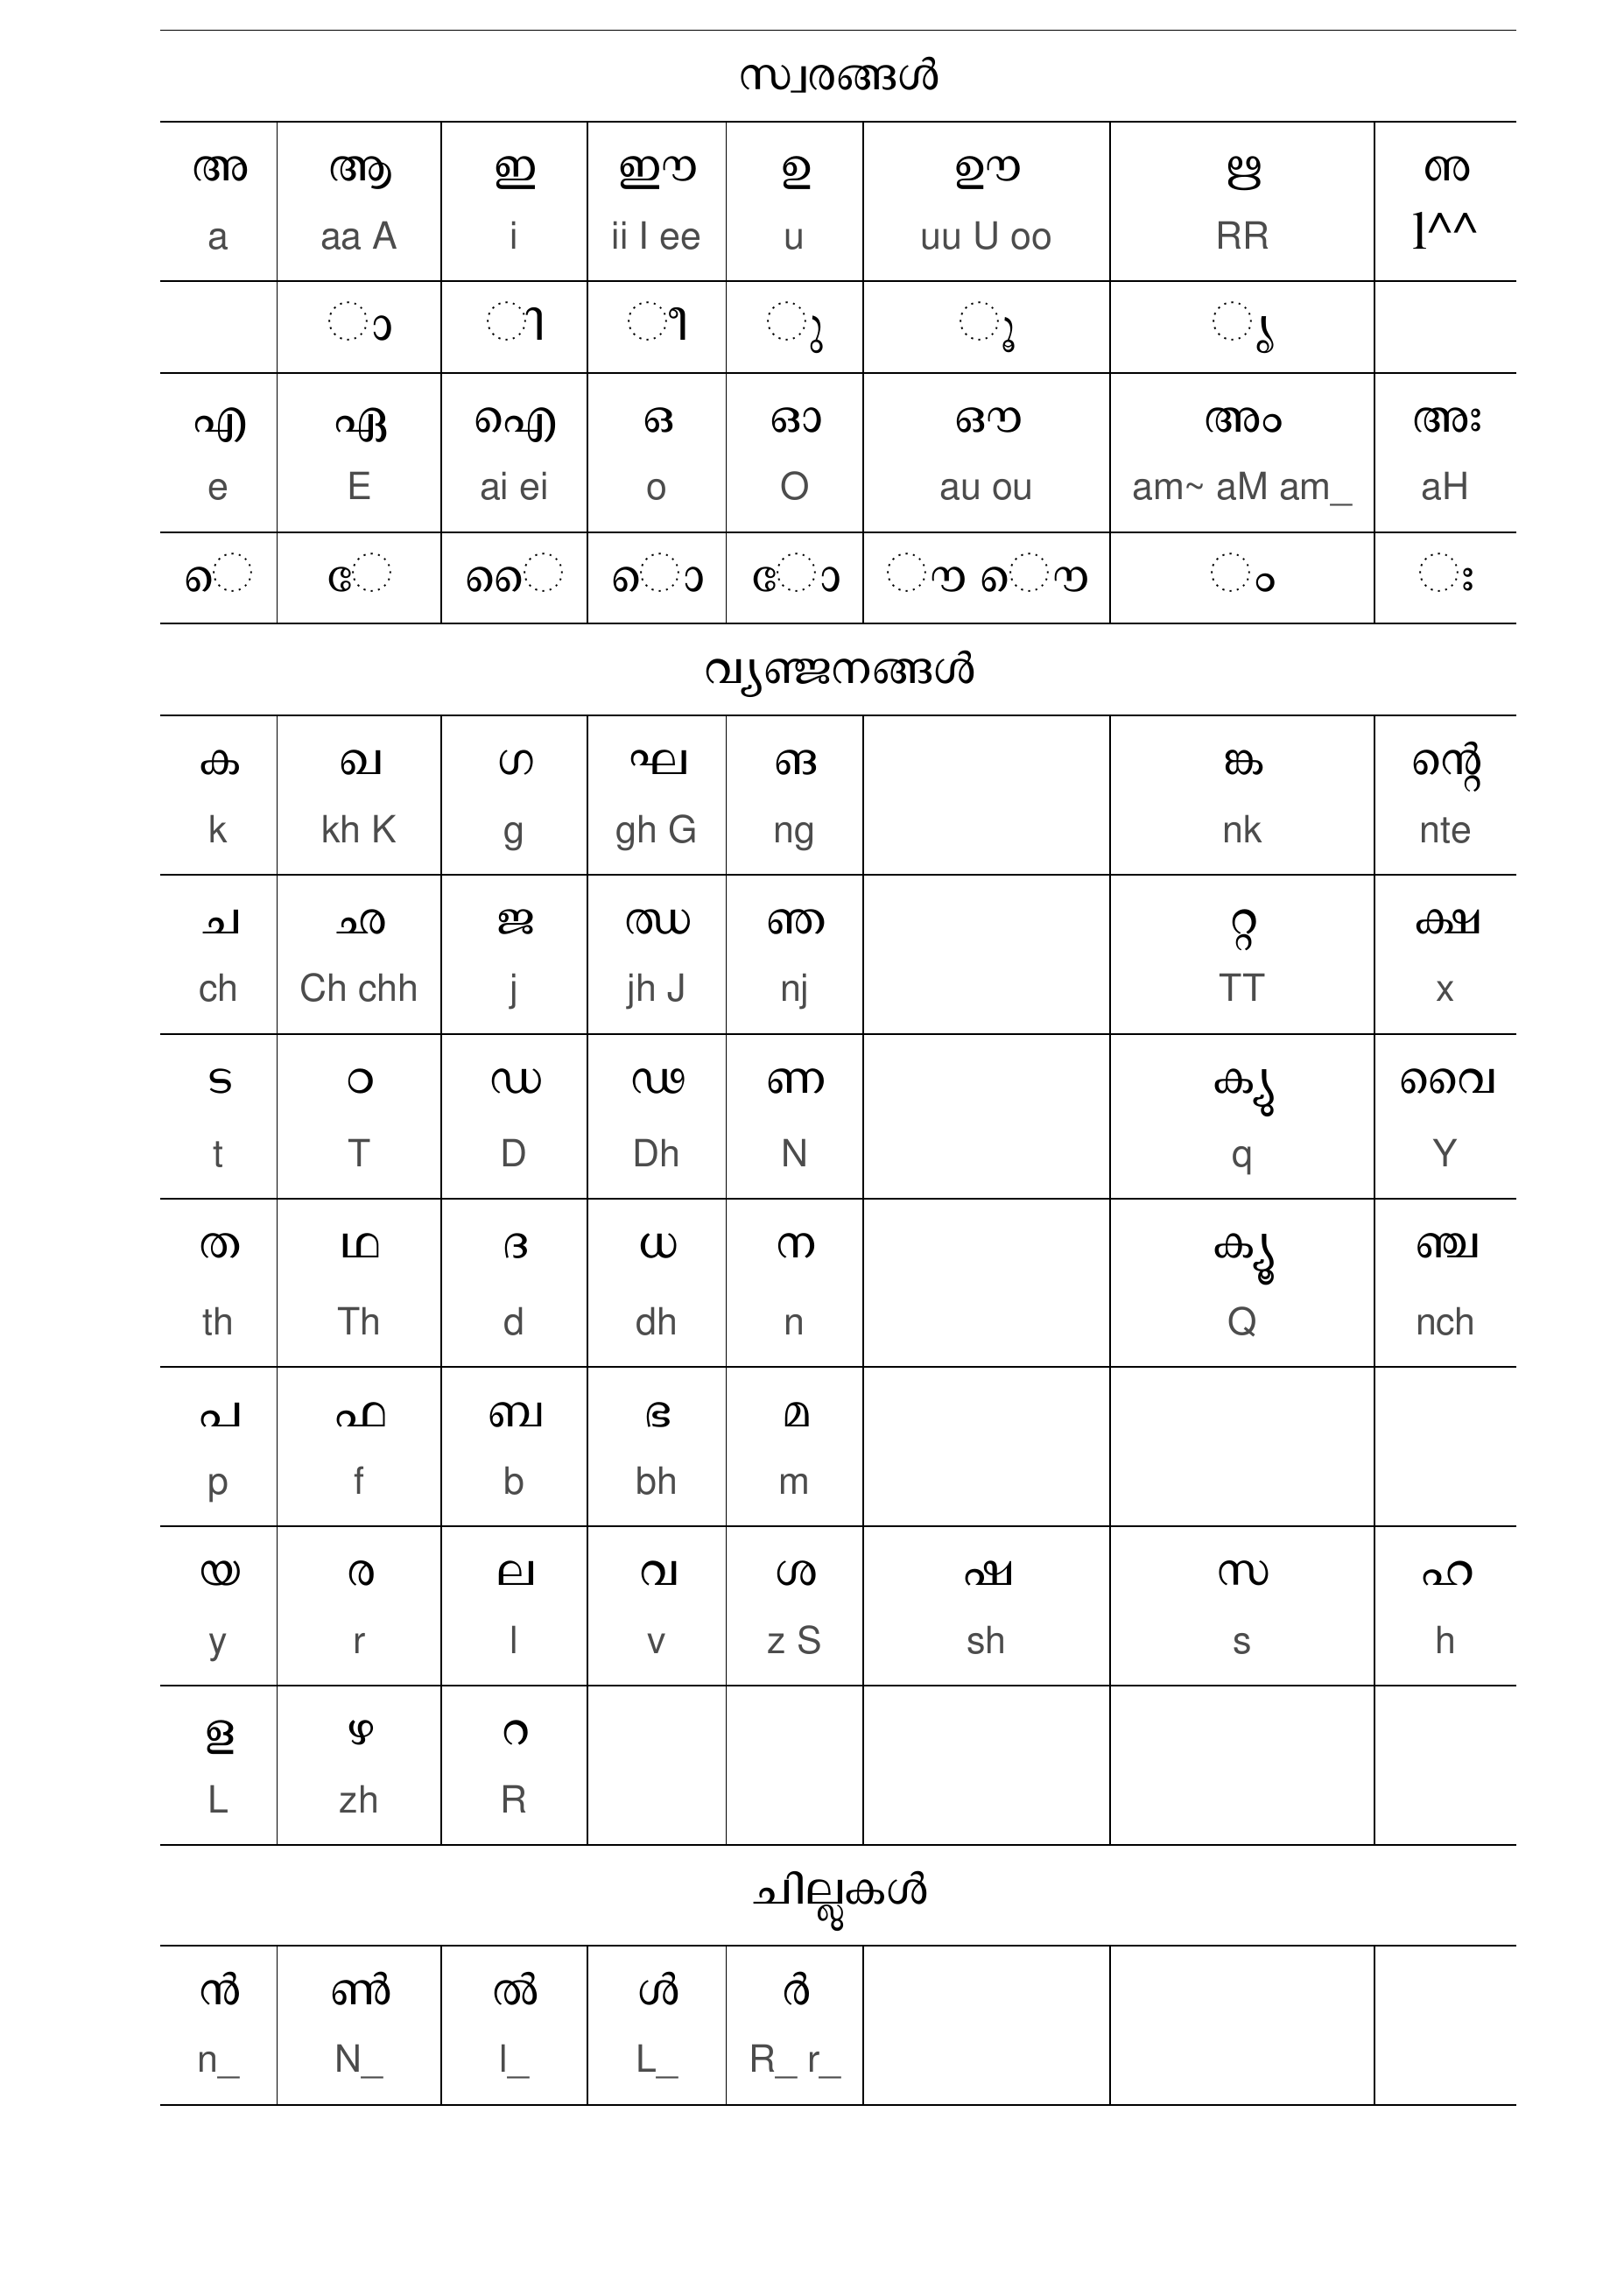 സ്വരങ്ങൾ
അ ആ ഇ ഈ ഉ ഊ ഋ ഌ
a aa A i ii I ee u uu U oo RR l^^
ാ ി ീ ു ൂ ൃ
എ ഏ ഐ ഒ ഓ ഔ അം അഃ
e E ai ei o O au ou am~ aM am_ aH
െ േ ൈ ൊ ോ ൗ ൌ ം ഃ
വ്യഞ്ജനങ്ങൾ
ക ഖ ഗ ഘ ങ ങ്ക ന്റെ
k kh K g gh G ng nk nte
ച ഛ ജ ഝ ഞ റ്റ ക്ഷ
ch Ch chh j jh J nj TT x
ട ഠ ഡ ഢ ണ ക്യു വൈ
t T D Dh N q Y
ത ഥ ദ ധ ന ക്യൂ ഞ്ച
th Th d dh n Q nch
പ ഫ ബ ഭ മ
p f b bh m
യ ര ല വ ശ ഷ സ ഹ
y r l v z S sh s h
ള ഴ റ
L zh R
ചില്ലുകൾ
ൻ ൺ ൽ ൾ ർ
n_ N_ l_ L_ R_ r_